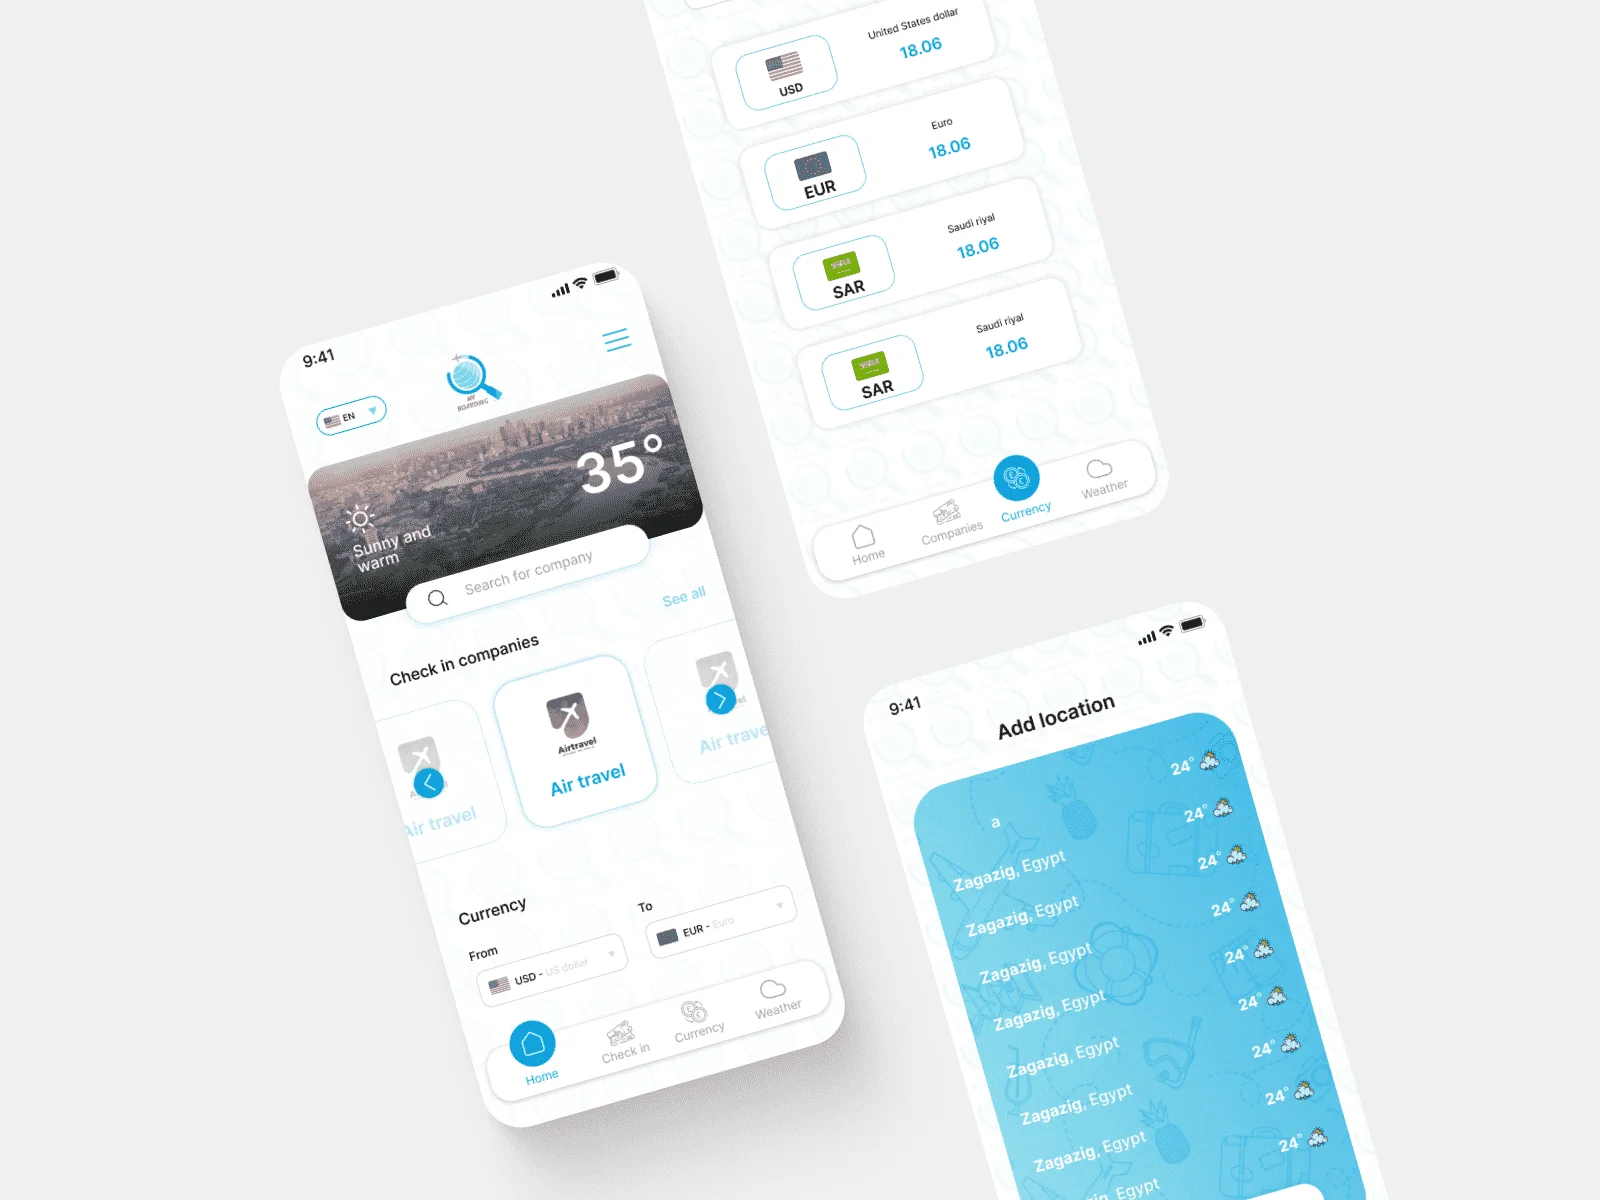 9:41
EN
MY
BOARDING
35°
Sunny and
warm
Search for company
See all
Check in companies
Airtravel
Air travel
Air travel
Air trave
Currency
From
USD - US dollar
To
EUR - Euro
Home
Check in
Currency
Weather
United States dollar
18.06
USD
Euro
18.06
EUR
Saudi riyal
18.06
SAR
Saudi riyal
18.06
SAR
Home
Companies
Currency
Weather
9:41
Add location
24°
a
24°
Zagazig, Egypt
24°
Zagazig, Egypt
24°
Zagazig, Egypt
24°
Zagazig, Egypt
24°
Zagazig, Egypt
24°
Zagazig, Egypt
24°
Zagazig, Egypt
24°
Egypt